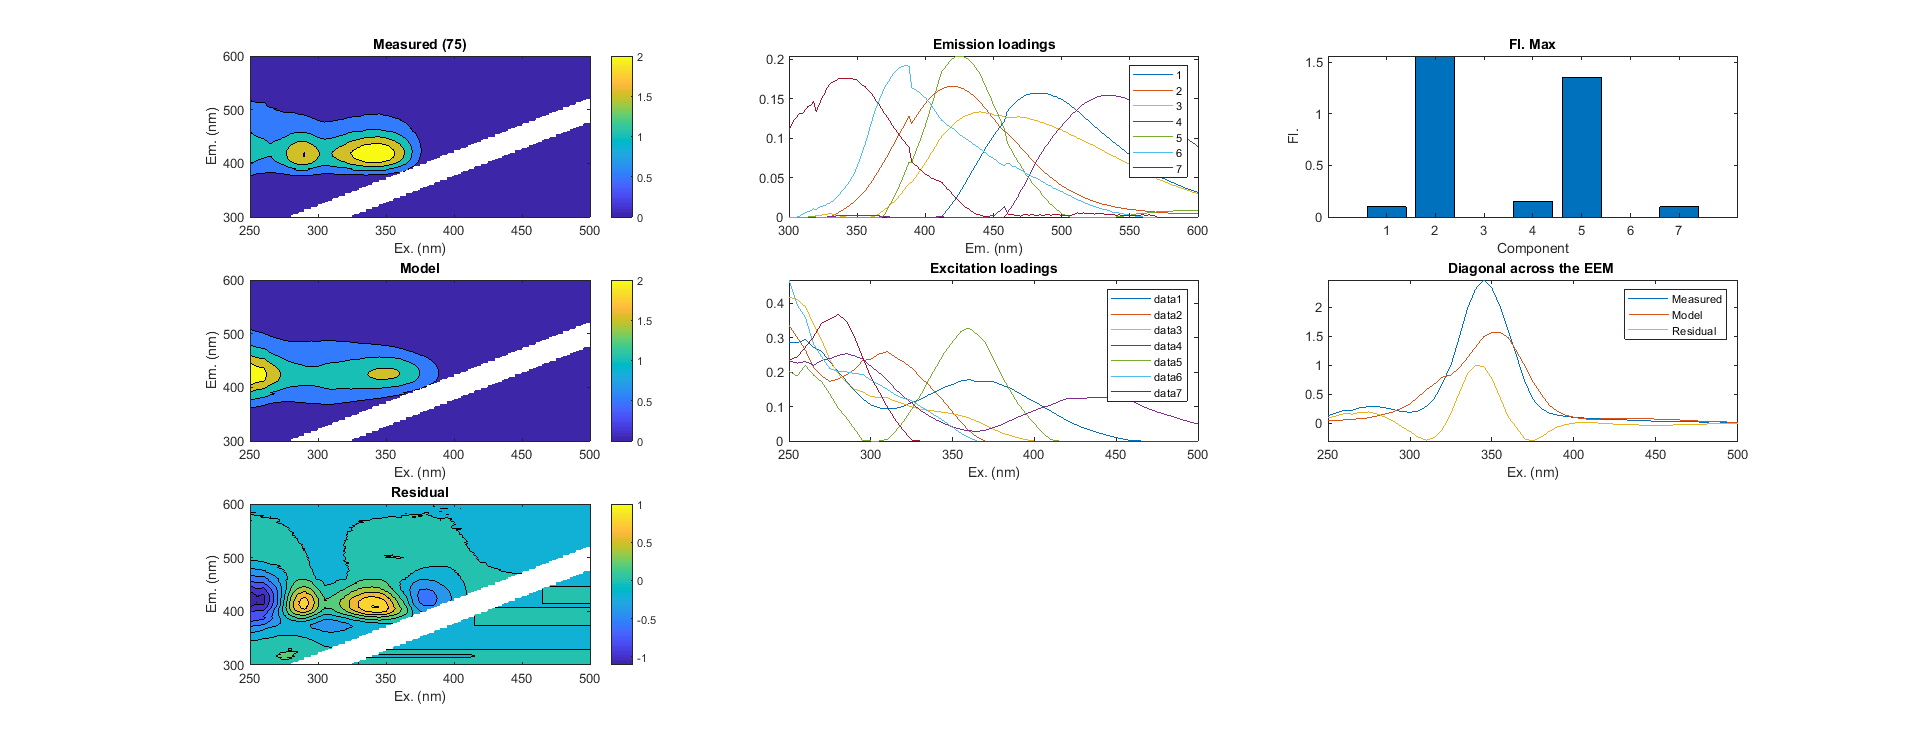 Measured (75)
600
500
400
300
Em. (nm)
250 300 350 400 450 500
Ex. (nm)
2
1.5
1
0.5
0
Emission loadings
0.2
0.15
0.1
0.05
0
300 350 400 450 500 550 600
Em. (nm)
1
2
3
4
5
6
7
Fl. Max
1.5
1
0.5
0
Fl.
1 2 3 4 5 6 7
Component
Model
600
500
400
300
Em. (nm)
250 300 350 400 450 500
Ex. (nm)
2
1.5
1
0.5
0
Excitation loadings
0.4
0.3
0.2
0.1
0
250 300 350 400 450 500
Ex. (nm)
data1
data2
data3
data4
data5
data6
data7
Diagonal across the EEM
2
1.5
1
0.5
0
250 300 350 400 450 500
Ex. (nm)
Measured
Model
Residual
Residual
600
500
400
300
Em. (nm)
250 300 350 400 450 500
Ex. (nm)
1
0.5
0
-0.5
-1